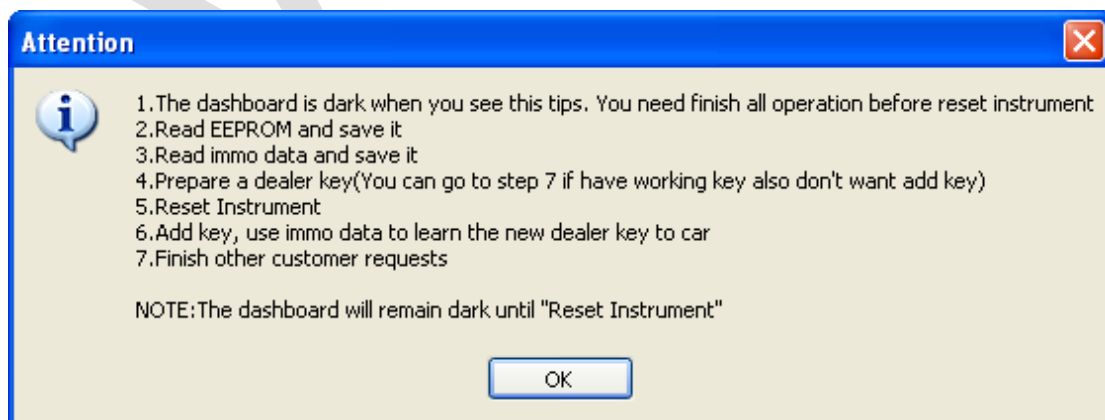 Attention
1.The dashboard is dark when you see this tips. You need finish all operation before reset instrument
2.Read EEPROM and save it
3.Read immo data and save it
4.Prepare a dealer key(You can go to step 7 if have working key also don't want add key)
5.Reset Instrument
6.Add key, use immo data to learn the new dealer key to car
7.Finish other customer requests
NOTE:The dashboard will remain dark until "Reset Instrument"
OK